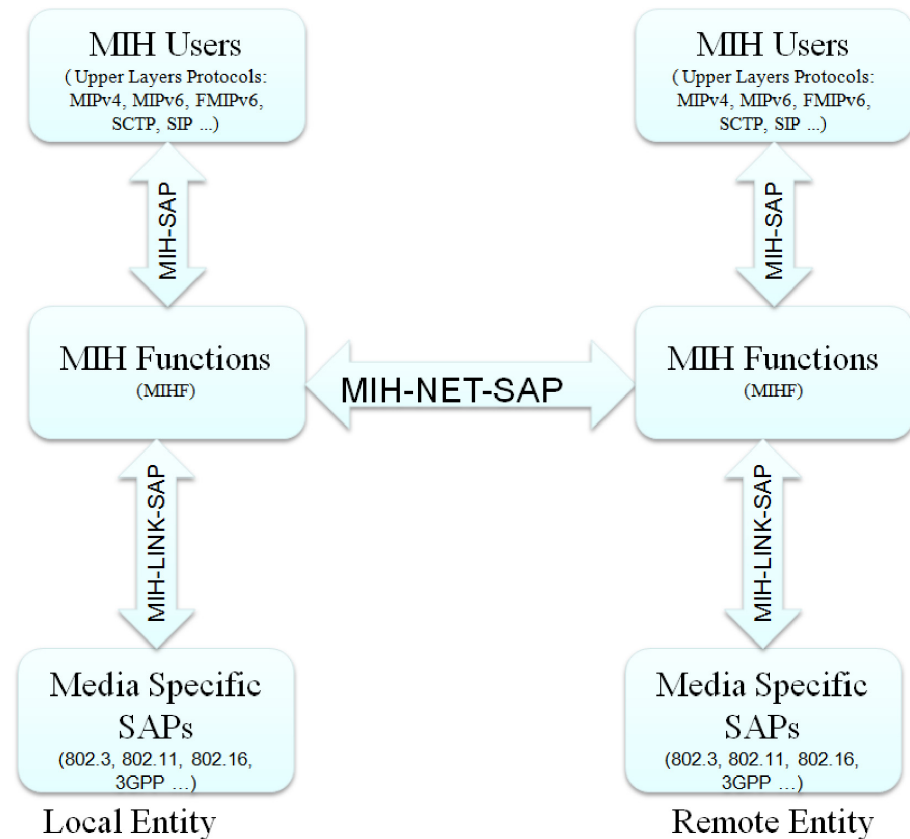 MIH Users
( Upper Layers Protocols:
MIPv4, MIPv6, FMIPv6,
SCTP, SIP ...)
MIH Users
( Upper Layers Protocols:
MIPv4, MIPv6, FMIPv6,
SCTP, SIP ...)
MIH-SAP
MIH-SAP
MIH Functions
(MIHF)
MIH-NET-SAP
MIH Functions
(MIHF)
MIH-LINK-SAP
MIH-LINK-SAP
Media Specific
SAPs
(802.3, 802.11, 802.16,
3GPP ...)
Media Specific
SAPs
(802.3, 802.11, 802.16,
3GPP ...)
Local Entity
Remote Entity